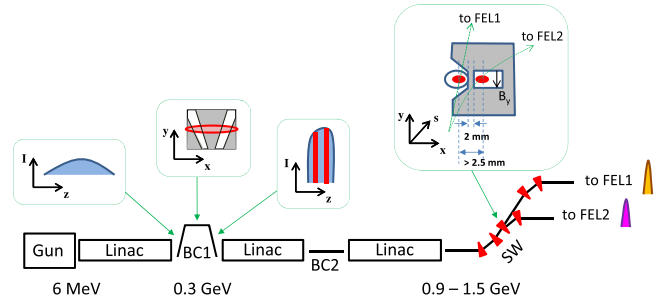 to FEL1
to FEL2
B_y
y
s
x
2 mm
> 2.5 mm
y
x
I
z
I
z
to FEL1
to FEL2
SW
Gun
Linac
BC1
Linac
BC2
Linac
6 MeV
0.3 GeV
0.9 – 1.5 GeV